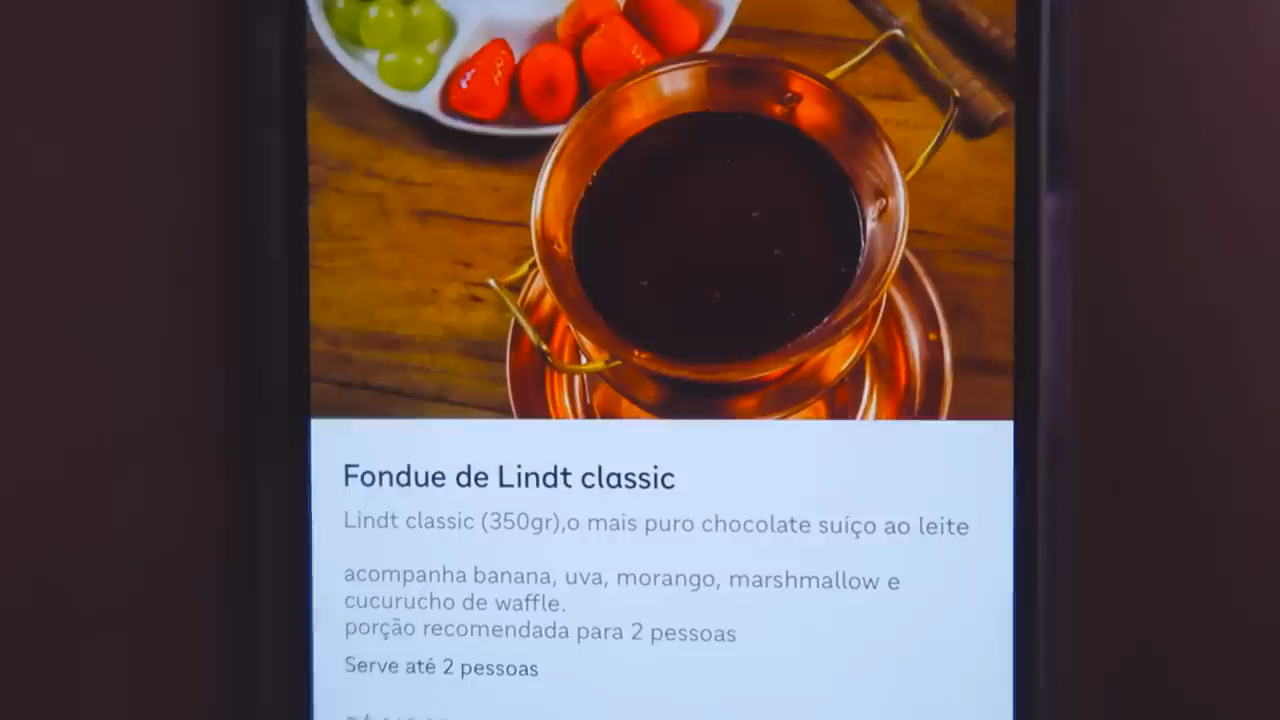 Fondue de Lindt classic
Lindt classic (350gr),o mais puro chocolate suíço ao leite
acompanha banana, uva, morango, marshmallow e
cucurucho de waffle.
porção recomendada para 2 pessoas
Serve até 2 pessoas